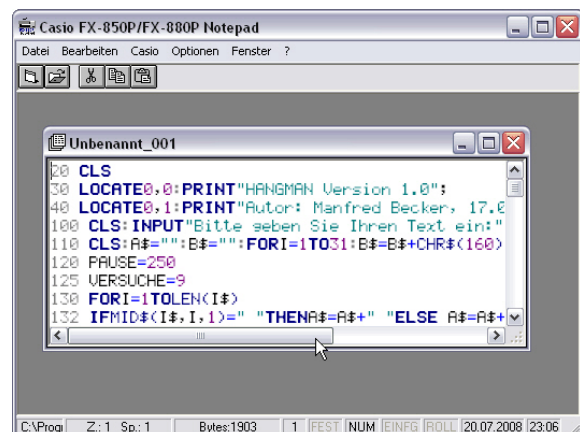 Casio FX-850P/FX-880P Notepad
Datei Bearbeiten Casio Optionen Fenster ?
Unbenannt_001
20 CLS
30 LOCATE0,0:PRINT"HANGMAN Version 1.0";
40 LOCATE0,1:PRINT"Autor: Manfred Becker, 17.0
100 CLS:INPUT"Bitte geben Sie Ihren Text ein:"
110 CLS:A$="":B$="":FORI=1TO31:B$=B$+CHR$(160)
120 PAUSE=250
125 VERSUCHE=9
130 FORI=1TOLEN(I$)
132 IFMID$(I$,I,1)=" "THENA$=A$+" "ELSE A$=A$+
C:\Progr Z.: 1 Sp.: 1 Bytes:1903 1 FEST NUM EINFG ROLL 20.07.2008 23:06